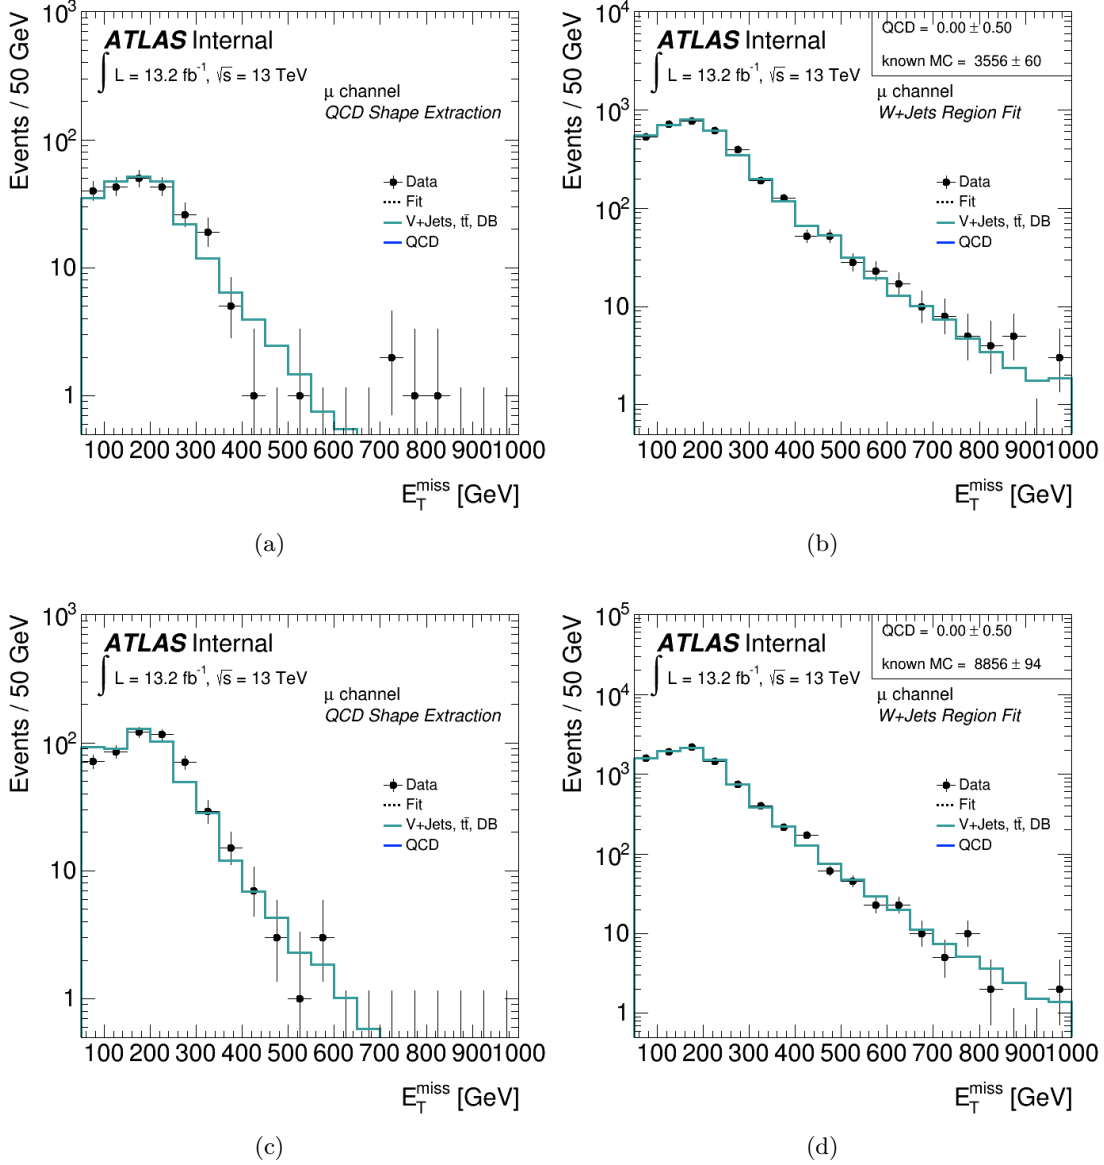 10³
10²
10
1
Events / 50 GeV
ATLAS Internal
∫ L = 13.2 fb⁻¹, √s = 13 TeV
μ channel
QCD Shape Extraction
Data
Fit
V+Jets, tt̄, DB
QCD
100 200 300 400 500 600 700 800 900 1000
E_T^miss [GeV]
(a)
10⁴
10³
10²
10
1
Events / 50 GeV
QCD = 0.00 ± 0.50
known MC = 3556 ± 60
ATLAS Internal
∫ L = 13.2 fb⁻¹, √s = 13 TeV
μ channel
W+Jets Region Fit
Data
Fit
V+Jets, tt̄, DB
QCD
100 200 300 400 500 600 700 800 900 1000
E_T^miss [GeV]
(b)
10³
10²
10
1
Events / 50 GeV
ATLAS Internal
∫ L = 13.2 fb⁻¹, √s = 13 TeV
μ channel
QCD Shape Extraction
Data
Fit
V+Jets, tt̄, DB
QCD
100 200 300 400 500 600 700 800 900 1000
E_T^miss [GeV]
(c)
10⁵
10⁴
10³
10²
10
1
Events / 50 GeV
QCD = 0.00 ± 0.50
known MC = 8856 ± 94
ATLAS Internal
∫ L = 13.2 fb⁻¹, √s = 13 TeV
μ channel
W+Jets Region Fit
Data
Fit
V+Jets, tt̄, DB
QCD
100 200 300 400 500 600 700 800 900 1000
E_T^miss [GeV]
(d)